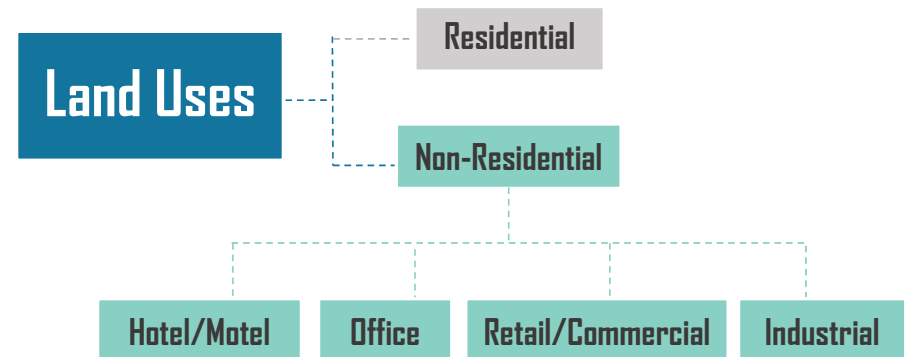 Residential
Land Uses
Non-Residential
Hotel/Motel
Office
Retail/Commercial
Industrial